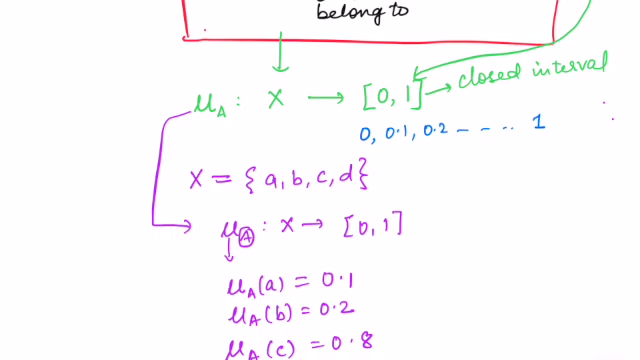 belong to
μA : X → [0, 1] → closed interval
0, 0.1, 0.2 - - -- 1
X = { a, b, c, d}
μA : X → [0, 1]
μA(a) = 0.1
μA(b) = 0.2
μA(c) = 0.8